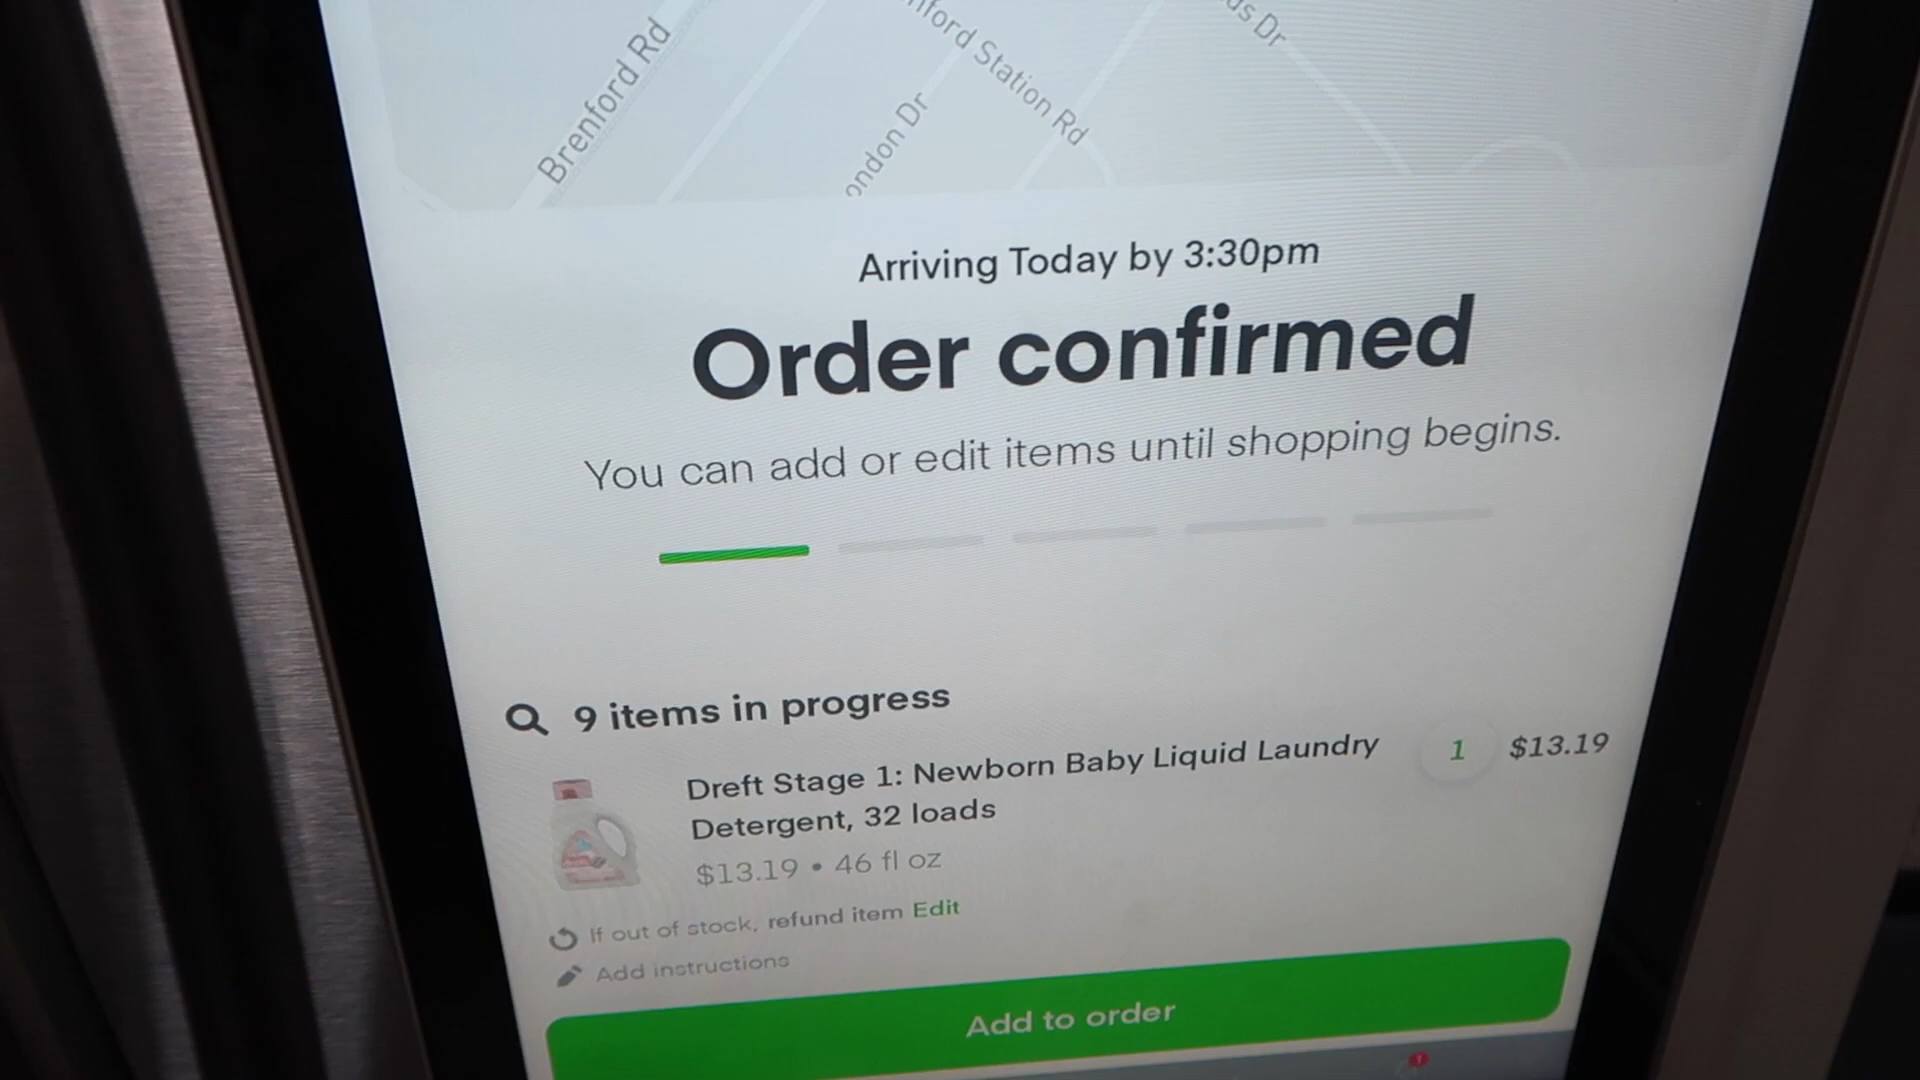 Brenford Rd
Station Rd
Dr
Dr
Arriving Today by 3:30pm
Order confirmed
You can add or edit items until shopping begins.
9 items in progress
Dreft Stage 1: Newborn Baby Liquid Laundry
Detergent, 32 loads
1
$13.19
$13.19 • 46 fl oz
If out of stock, refund item Edit
Add instructions
Add to order